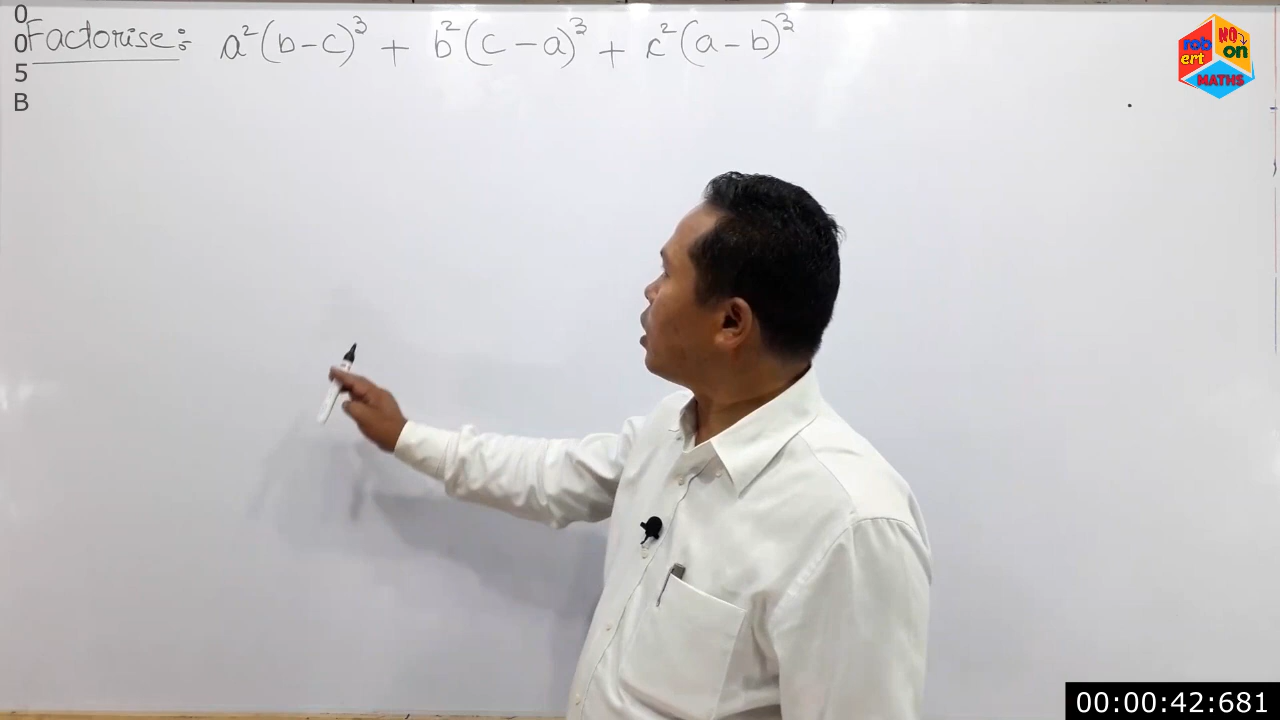 0
0
5
B
Factorise: a²(b-c)³ + b²(c-a)³ + c²(a-b)³
rob
ert
NO
on
MATHS
00:00:42:681